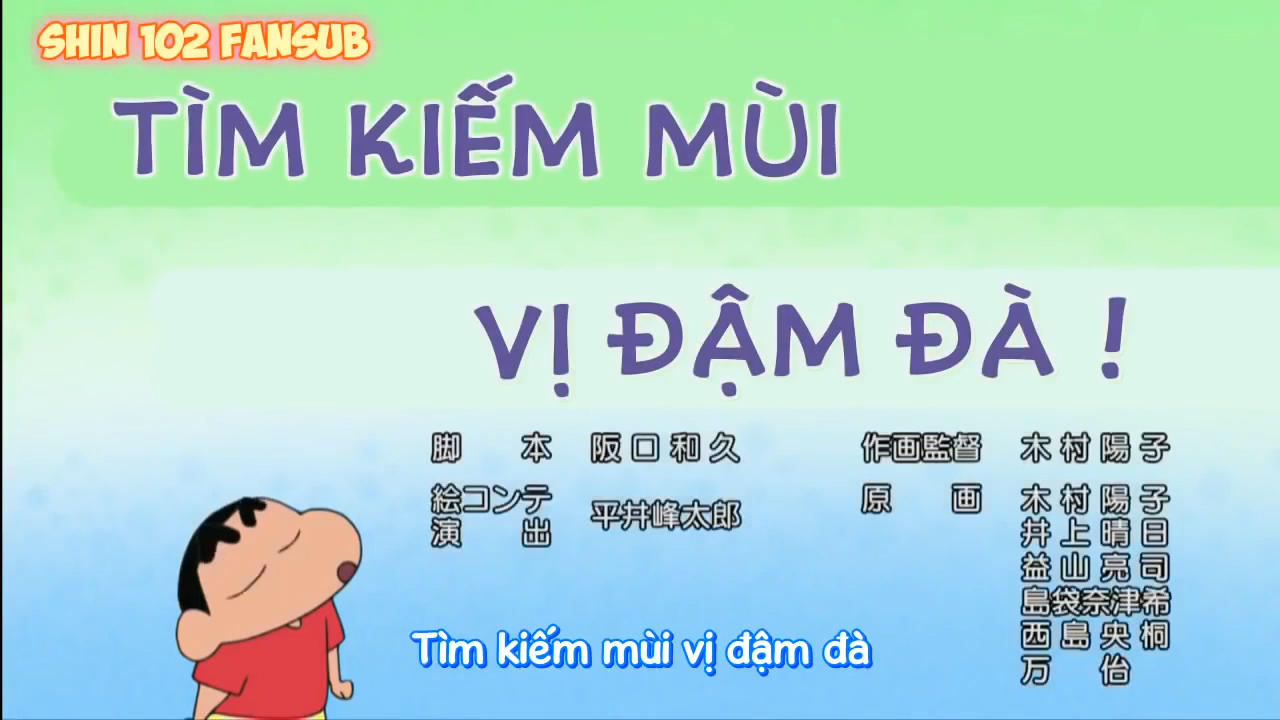 SHIN 102 FANSUB
TÌM KIẾM MÙI
VỊ ĐẬM ĐÀ !
脚本 阪口和久
絵コンテ
演出 平井峰太郎
作画監督 木村陽子
原画 木村陽子
井上晴日
益山亮司
島袋奈津希
西島央桐
万佁
Tìm kiếm mùi vị đậm đà